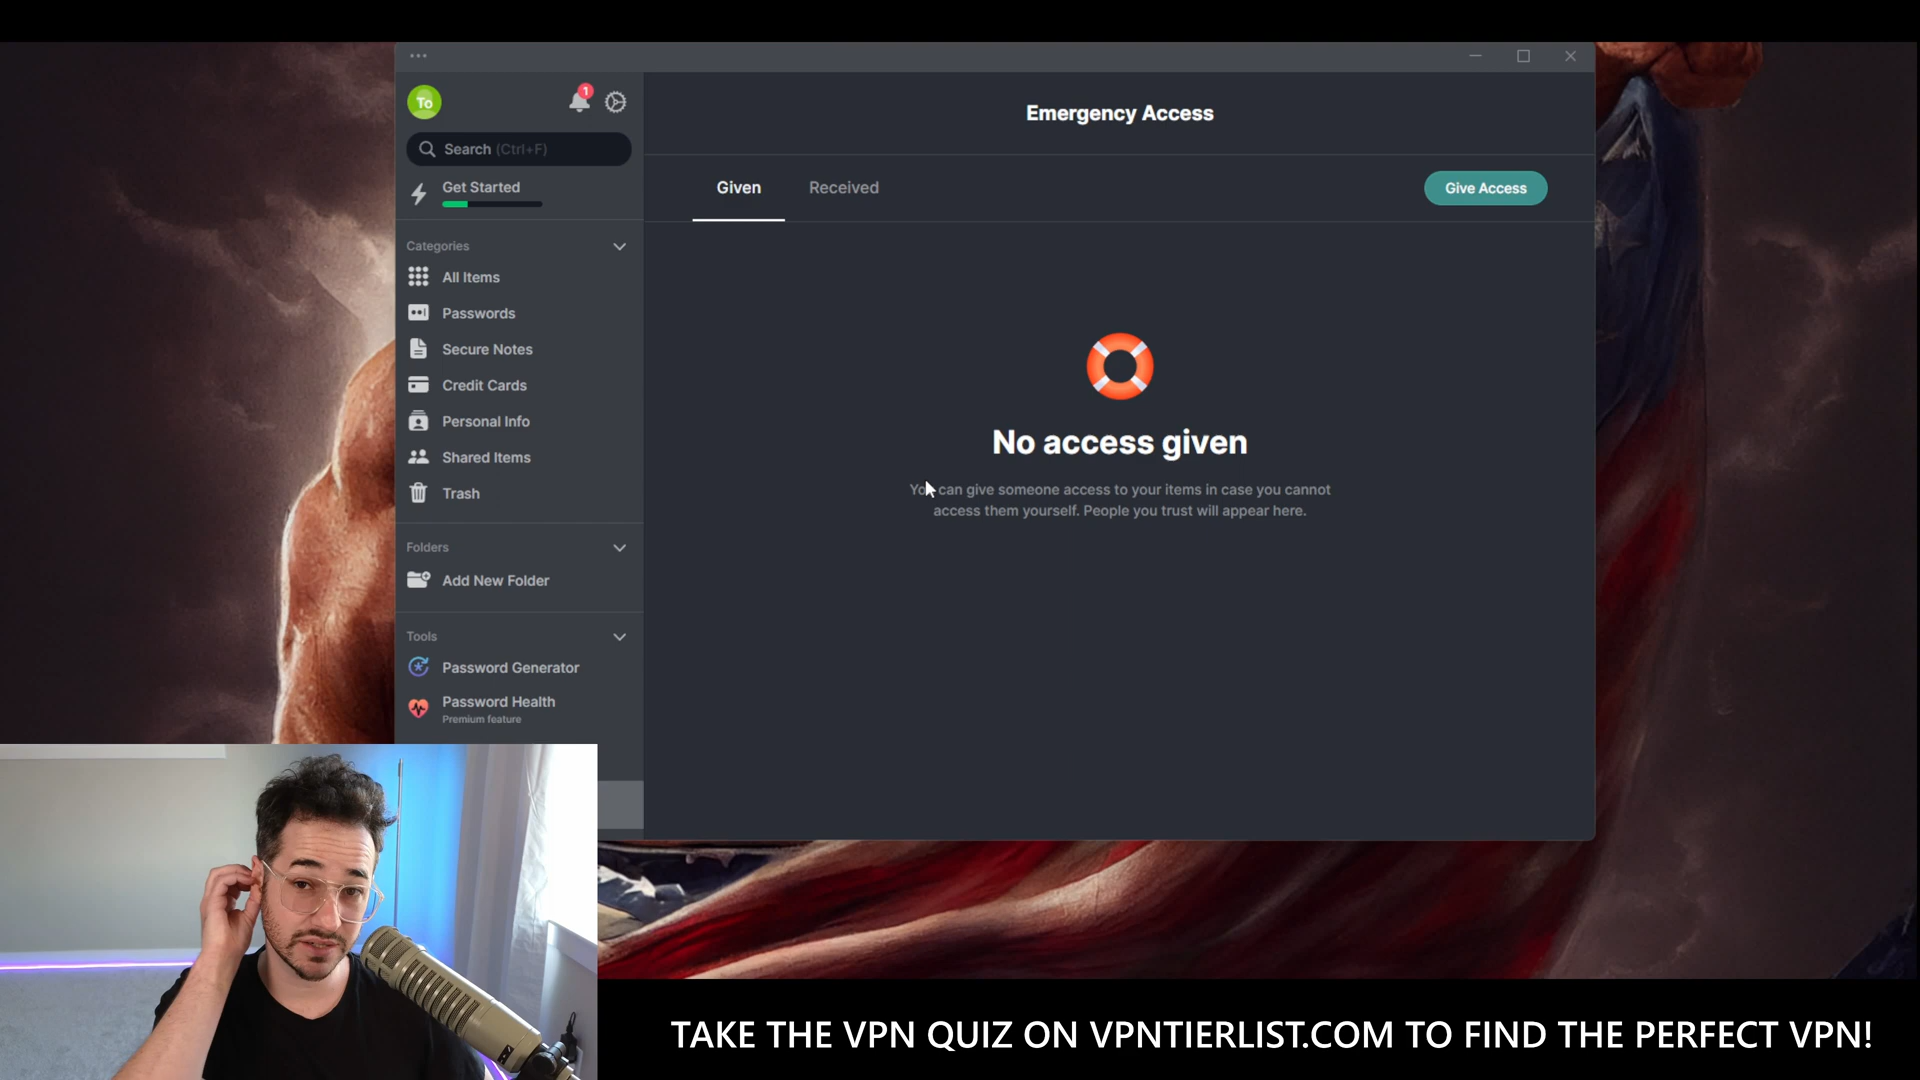 To
1
Search (Ctrl+F)
Get Started
Categories
All Items
Passwords
Secure Notes
Credit Cards
Personal Info
Shared Items
Trash
Folders
Add New Folder
Tools
Password Generator
Password Health
Premium feature
Emergency Access
Given
Received
Give Access
No access given
You can give someone access to your items in case you cannot
access them yourself. People you trust will appear here.
TAKE THE VPN QUIZ ON VPNTIERLIST.COM TO FIND THE PERFECT VPN!